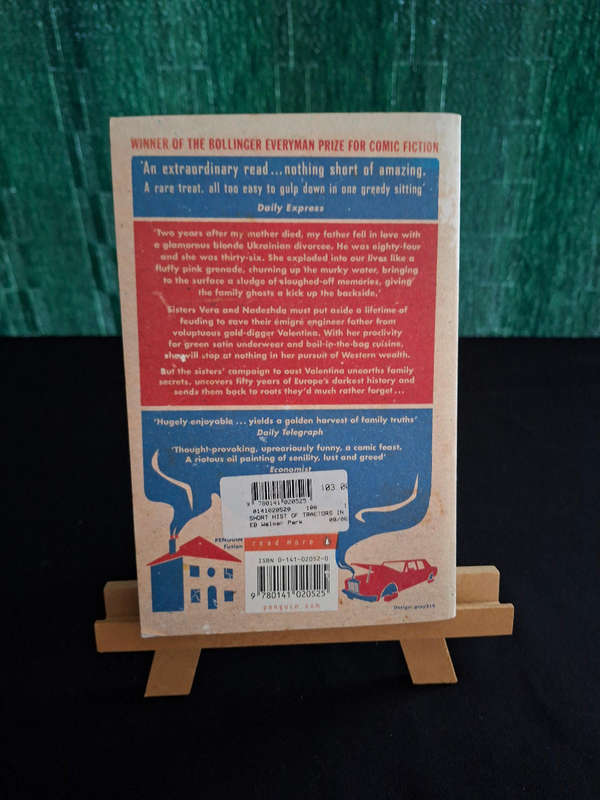 WINNER OF THE BOLLINGER EVERYMAN PRIZE FOR COMIC FICTION
'An extraordinary read...nothing short of amazing.
A rare treat, all too easy to gulp down in one greedy sitting'
Daily Express
'Two years after my mother died, my father fell in love with
a glamorous blonde Ukrainian divorcee. He was eighty-four
and she was thirty-six. She exploded into our lives like a
fluffy pink grenade, churning up the murky water, bringing
to the surface a sludge of sloughed-off memories, giving
the family ghosts a kick up the backside.'
Sisters Vera and Nadezhda must put aside a lifetime of
feuding to save their émigré engineer father from
voluptuous gold-digger Valentina. With her proclivity
for green satin underwear and boil-in-the-bag cuisine,
she will stop at nothing in her pursuit of Western wealth.
But the sisters' campaign to oust Valentina unearths family
secrets, uncovers fifty years of Europe's darkest history and
sends them back to roots they'd much rather forget...
'Hugely enjoyable ... yields a golden harvest of family truths'
Daily Telegraph
'Thought-provoking, uproariously funny, a comic feast.
A riotous oil painting of senility, lust and greed'
Economist
103.0
9 780141 020525
0141020520 100 1
SHORT HIST OF TRACTORS IN
EB Walmer Park 09/06
PENGUIN
Fiction
read more
ISBN 0-141-02052-0
9 780141 020525
penguin.com
Design: gray318